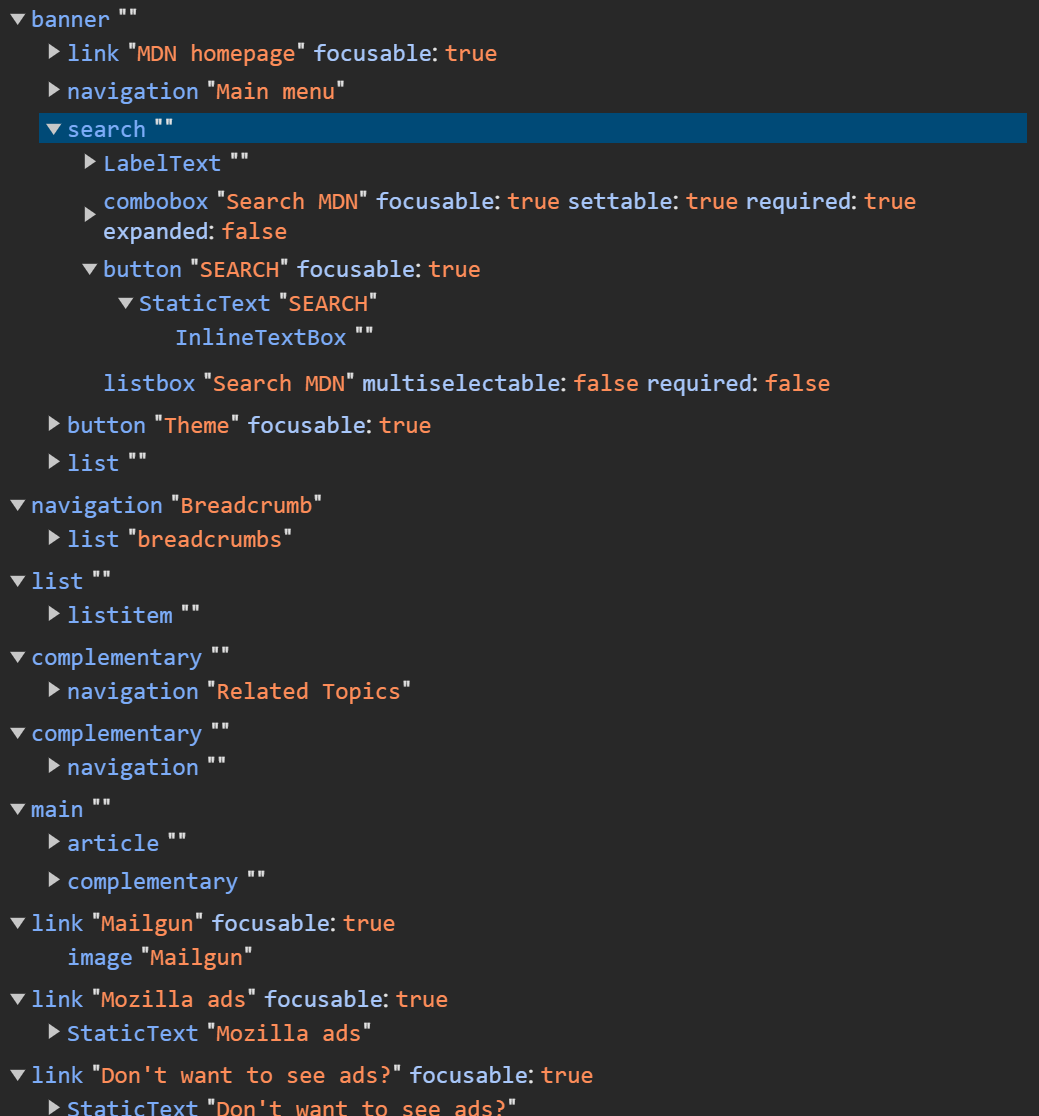 banner ""
link "MDN homepage" focusable: true
navigation "Main menu"
search ""
LabelText ""
combobox "Search MDN" focusable: true settable: true required: true
expanded: false
button "SEARCH" focusable: true
StaticText "SEARCH"
InlineTextBox ""
listbox "Search MDN" multiselectable: false required: false
button "Theme" focusable: true
list ""
navigation "Breadcrumb"
list "breadcrumbs"
list ""
listitem ""
complementary ""
navigation "Related Topics"
complementary ""
navigation ""
main ""
article ""
complementary ""
link "Mailgun" focusable: true
image "Mailgun"
link "Mozilla ads" focusable: true
StaticText "Mozilla ads"
link "Don't want to see ads?" focusable: true
StaticText "Don't want to see ads?"